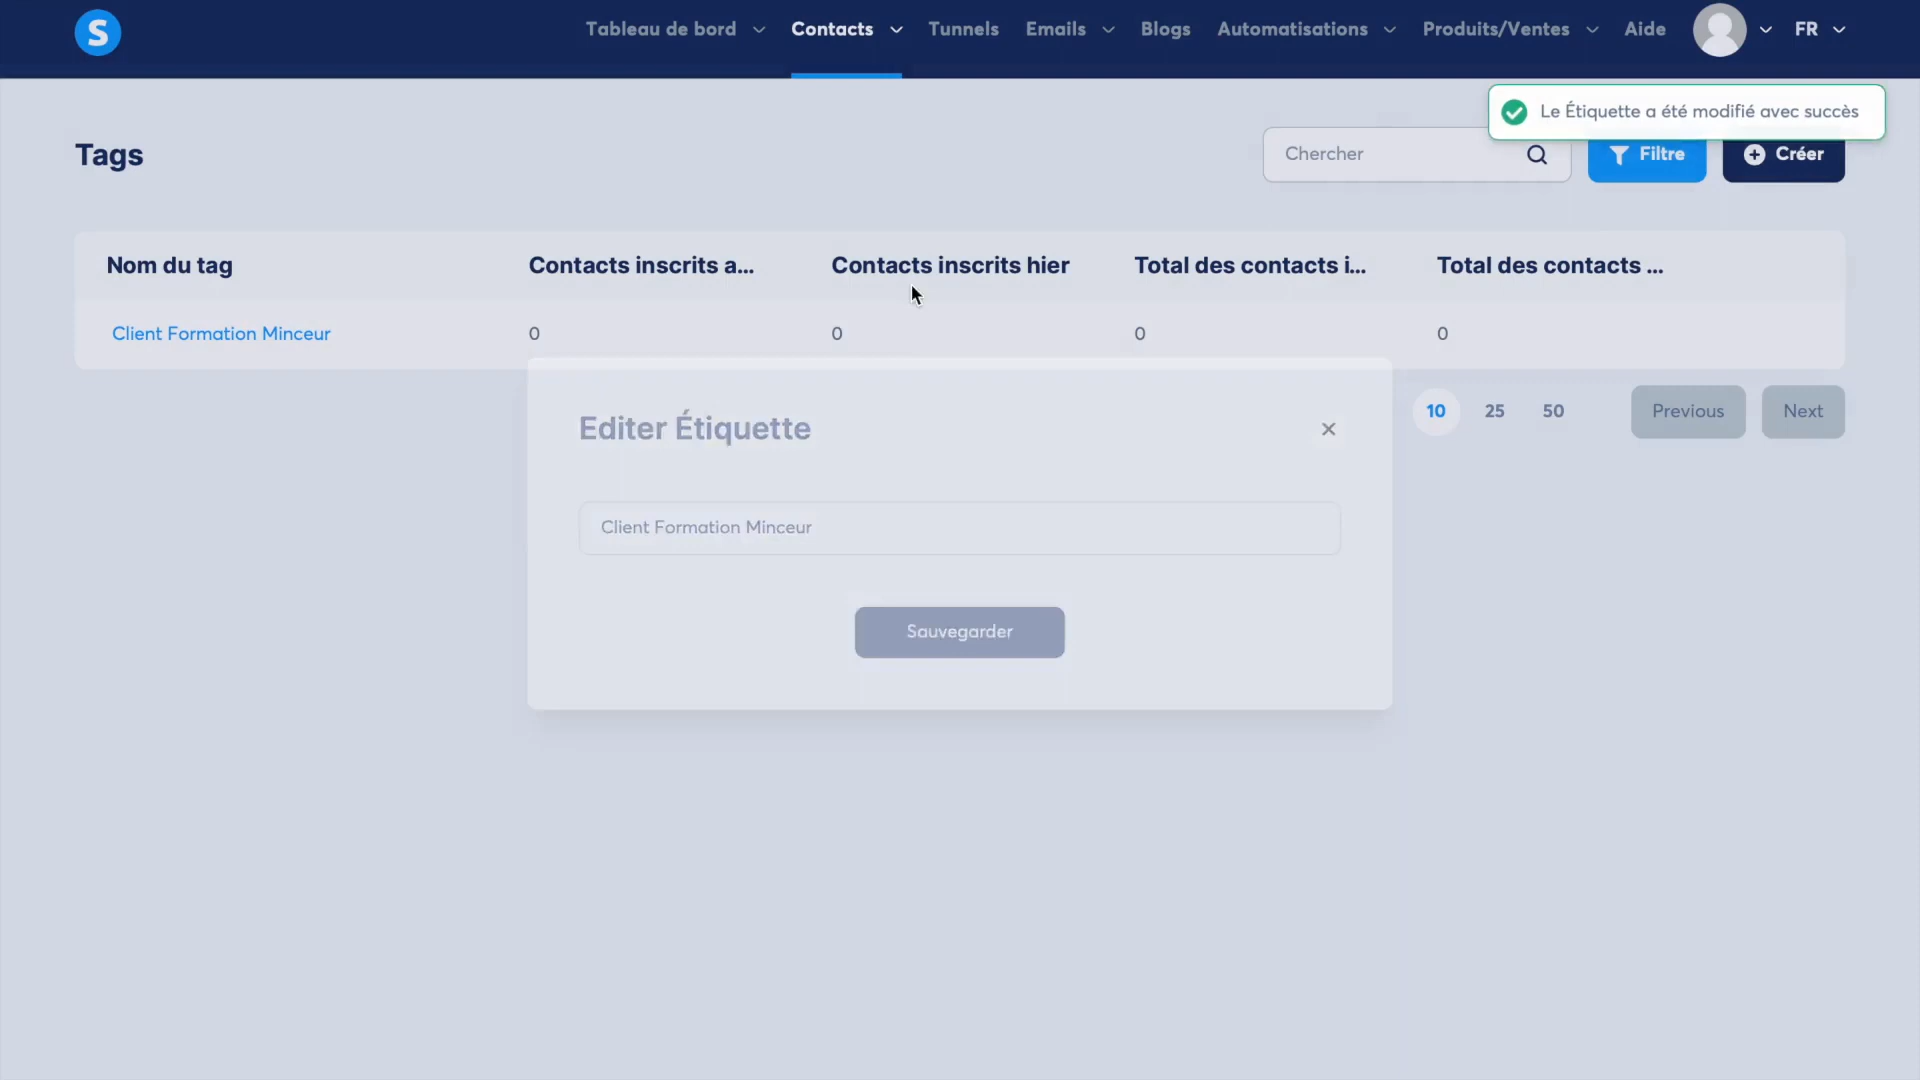 S
Tableau de bord Contacts Tunnels Emails Blogs Automatisations Produits/Ventes Aide FR
Le Étiquette a été modifié avec succès
Tags
Chercher
Filtre
Créer
Nom du tag Contacts inscrits a... Contacts inscrits hier Total des contacts i... Total des contacts ...
Client Formation Minceur 0 0 0 0
10 25 50 Previous Next
Editer Étiquette
Client Formation Minceur
Sauvegarder